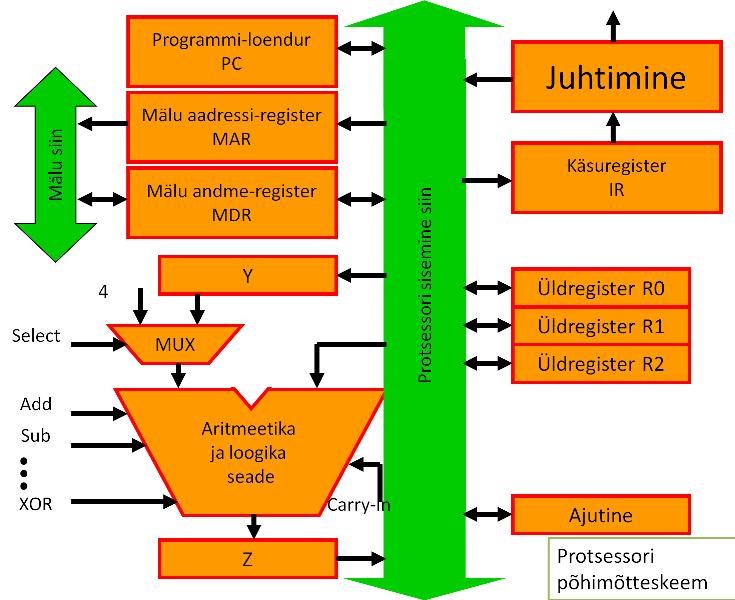 Programmi-loendur
PC
Mälu aadressi-register
MAR
Mälu andme-register
MDR
Mälu siin
Juhtimine
Käsuregister
IR
Protsessori sisemine siin
Y
4
Select
MUX
Üldregister R0
Üldregister R1
Üldregister R2
Add
Sub
XOR
Aritmeetika
ja loogika
seade
Carry-in
Z
Ajutine
Protsessori
põhimõtteskeem